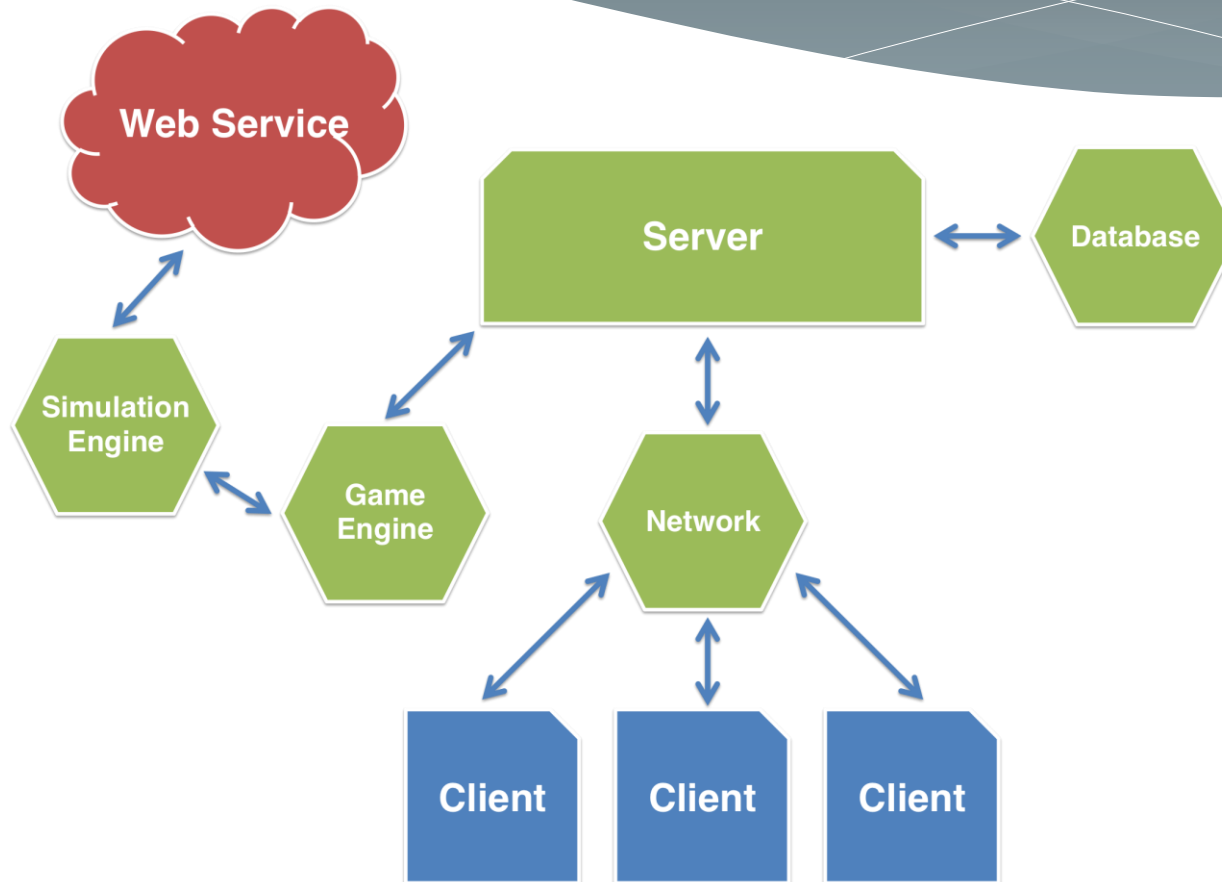 Web Service
Server
Database
Simulation
Engine
Game
Engine
Network
Client
Client
Client